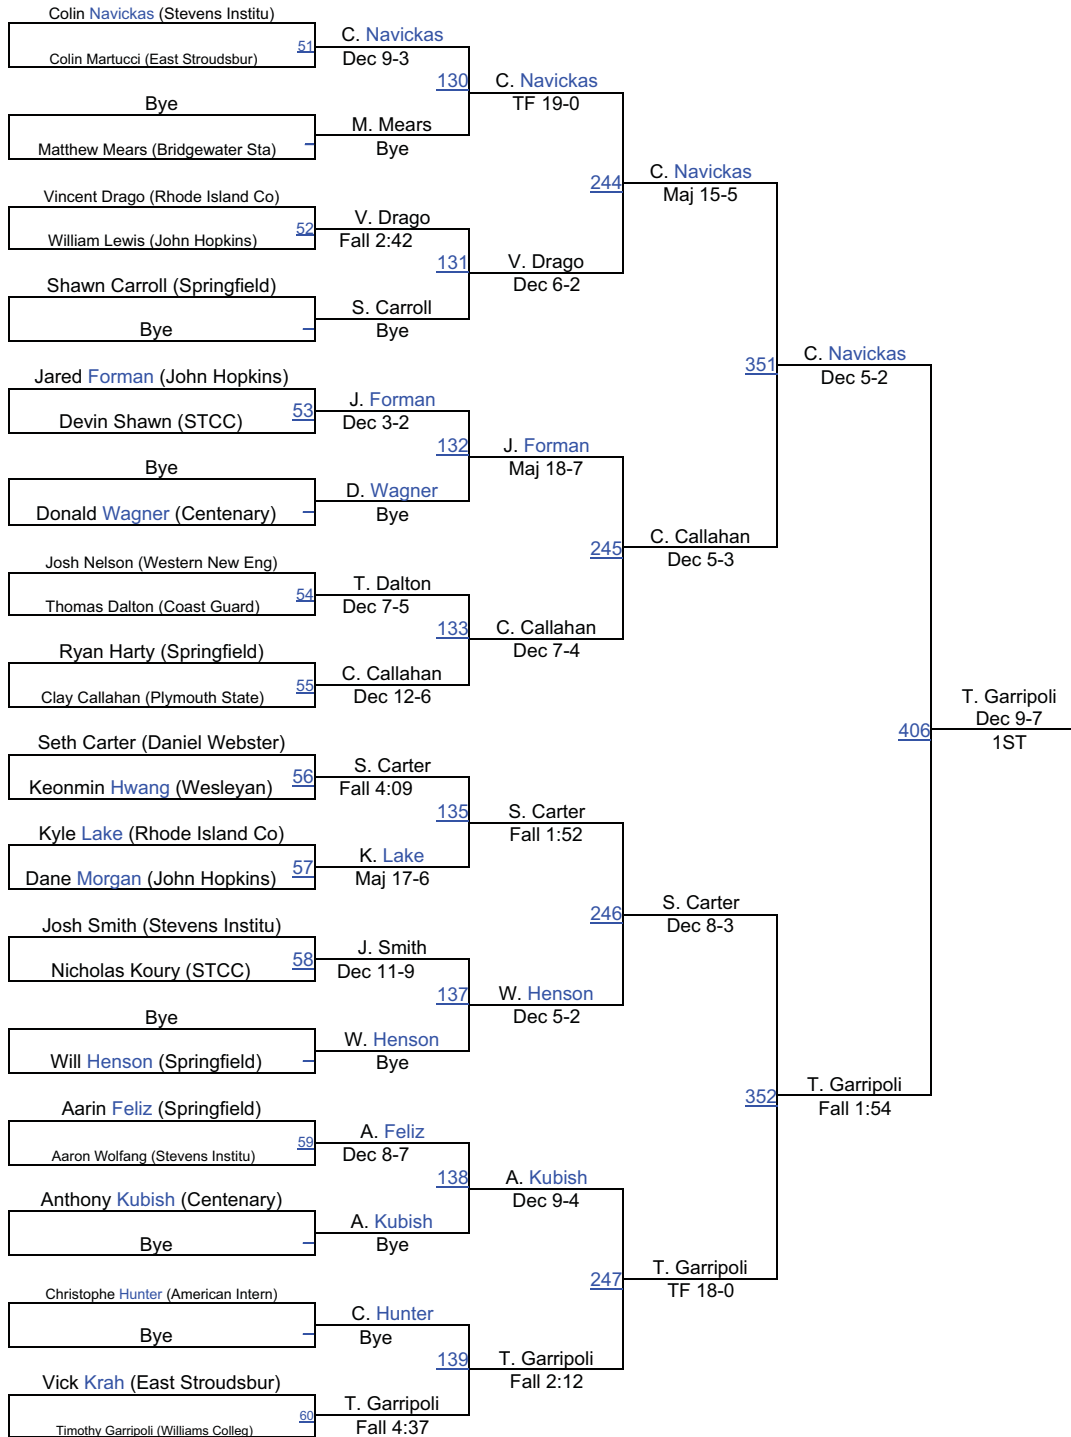 Colin Navickas (Stevens Institu)
51
Colin Martucci (East Stroudsbur)
C. Navickas
Dec 9-3
130
Bye
Matthew Mears (Bridgewater Sta)
M. Mears
Bye
C. Navickas
TF 19-0
244
Vincent Drago (Rhode Island Co)
52
William Lewis (John Hopkins)
V. Drago
Fall 2:42
131
Shawn Carroll (Springfield)
Bye
S. Carroll
Bye
V. Drago
Dec 6-2
C. Navickas
Maj 15-5
351
Jared Forman (John Hopkins)
53
Devin Shawn (STCC)
J. Forman
Dec 3-2
132
Bye
Donald Wagner (Centenary)
D. Wagner
Bye
J. Forman
Maj 18-7
245
Josh Nelson (Western New Eng)
54
Thomas Dalton (Coast Guard)
T. Dalton
Dec 7-5
133
Ryan Harty (Springfield)
55
Clay Callahan (Plymouth State)
C. Callahan
Dec 12-6
C. Callahan
Dec 7-4
C. Callahan
Dec 5-3
C. Navickas
Dec 5-2
406
Seth Carter (Daniel Webster)
56
Keonmin Hwang (Wesleyan)
S. Carter
Fall 4:09
135
Kyle Lake (Rhode Island Co)
57
Dane Morgan (John Hopkins)
K. Lake
Maj 17-6
S. Carter
Fall 1:52
246
Josh Smith (Stevens Institu)
58
Nicholas Koury (STCC)
J. Smith
Dec 11-9
137
Bye
Will Henson (Springfield)
W. Henson
Bye
W. Henson
Dec 5-2
S. Carter
Dec 8-3
352
Aarin Feliz (Springfield)
59
Aaron Wolfang (Stevens Institu)
A. Feliz
Dec 8-7
138
Anthony Kubish (Centenary)
Bye
A. Kubish
Bye
A. Kubish
Dec 9-4
247
Christophe Hunter (American Intern)
Bye
C. Hunter
Bye
139
Vick Krah (East Stroudsbur)
60
Timothy Garripoli (Williams Colleg)
T. Garripoli
Fall 4:37
T. Garripoli
Fall 2:12
T. Garripoli
TF 18-0
T. Garripoli
Fall 1:54
T. Garripoli
Dec 9-7
1ST